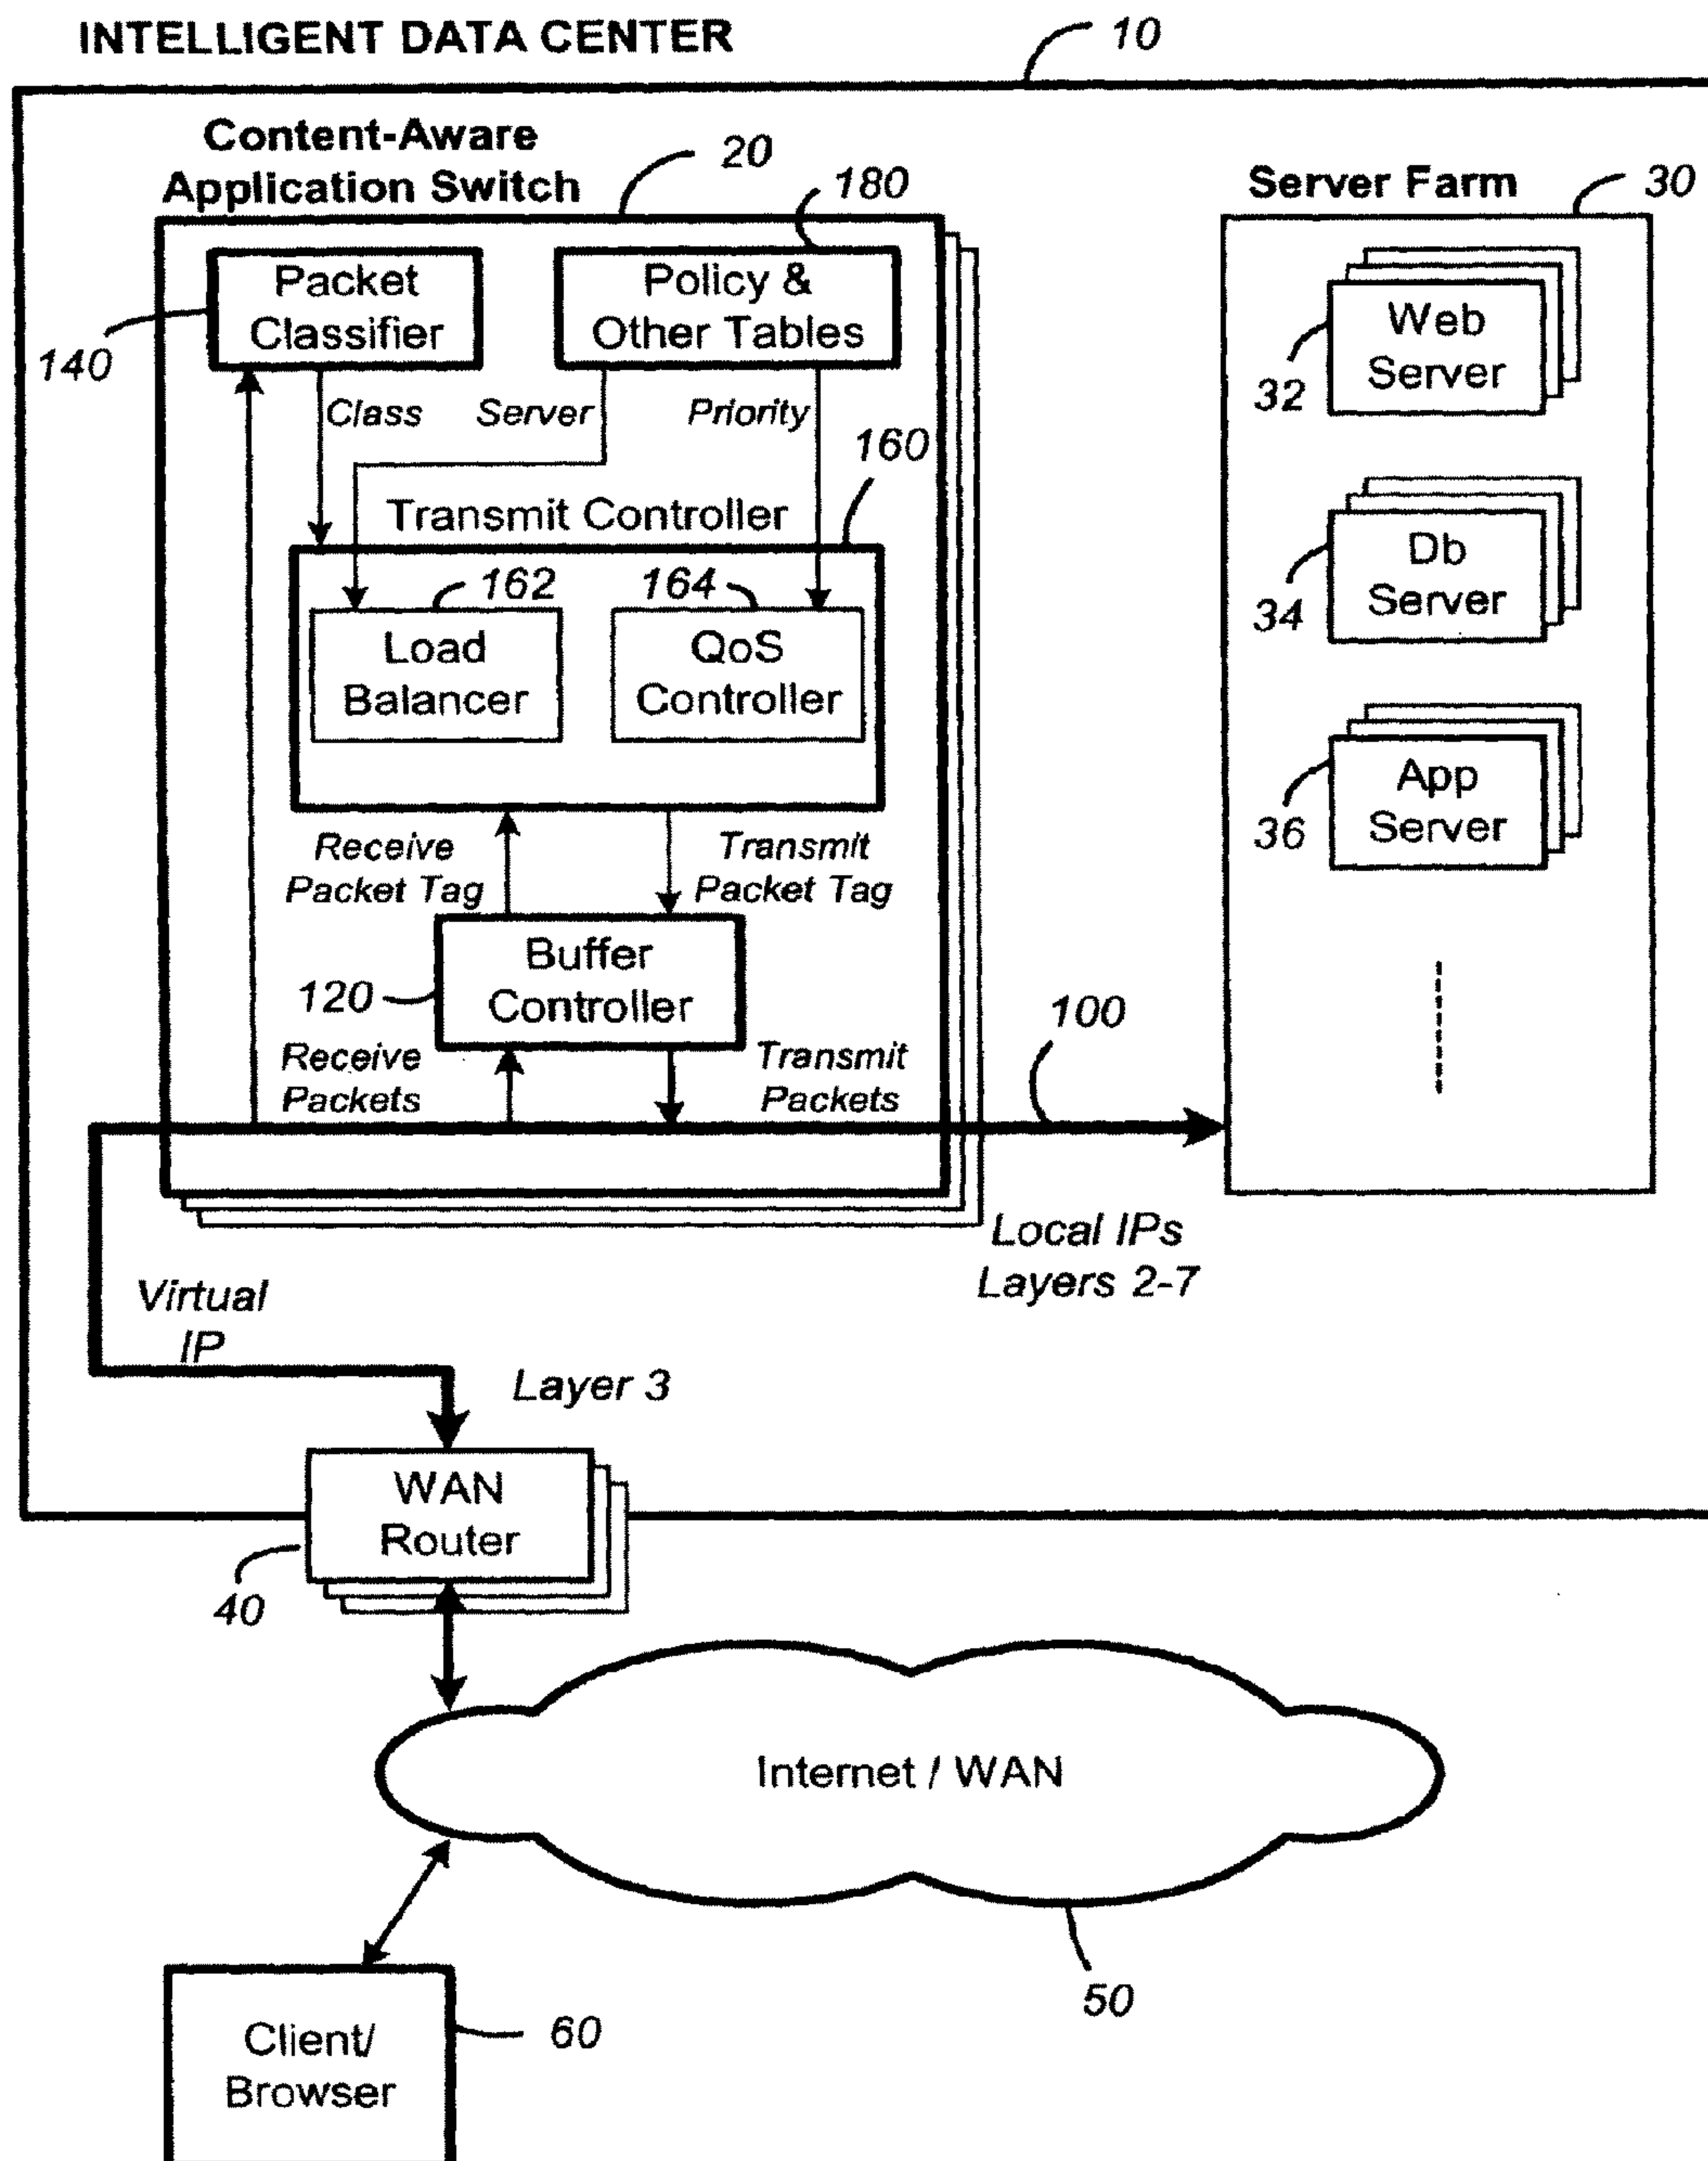 INTELLIGENT DATA CENTER
10
Content-Aware
Application Switch
20
180
Server Farm
30
Packet
Classifier
140
Policy &
Other Tables
Class
Server
Priority
160
Transmit Controller
162
164
Load
Balancer
QoS
Controller
Receive
Packet Tag
Transmit
Packet Tag
Buffer
Controller
120
Receive
Packets
Transmit
Packets
100
Web
Server
32
Db
Server
34
App
Server
36
Local IPs
Layers 2-7
Virtual
IP
Layer 3
WAN
Router
40
Internet / WAN
50
Client/
Browser
60